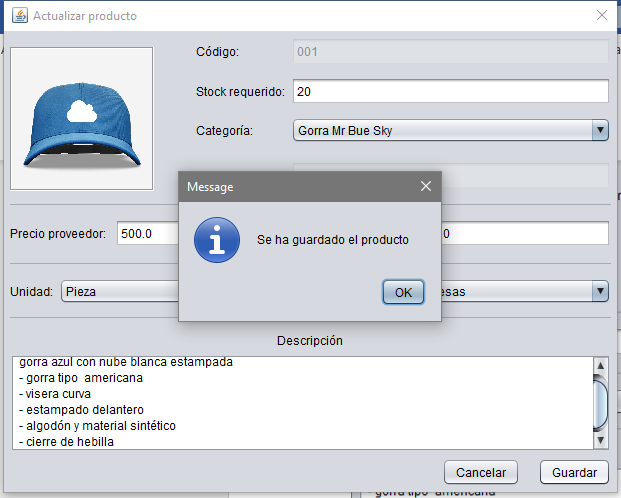 Actualizar producto
Código:
001
Stock requerido:
20
Categoría:
Gorra Mr Bue Sky
Message
Se ha guardado el producto
OK
Precio proveedor:
500.0
0
Unidad:
Pieza
esas
Descripción
gorra azul con nube blanca estampada
- gorra tipo  americana
- visera curva
- estampado delantero
- algodón y material sintético
- cierre de hebilla
Cancelar
Guardar
- gorra tipo  americana